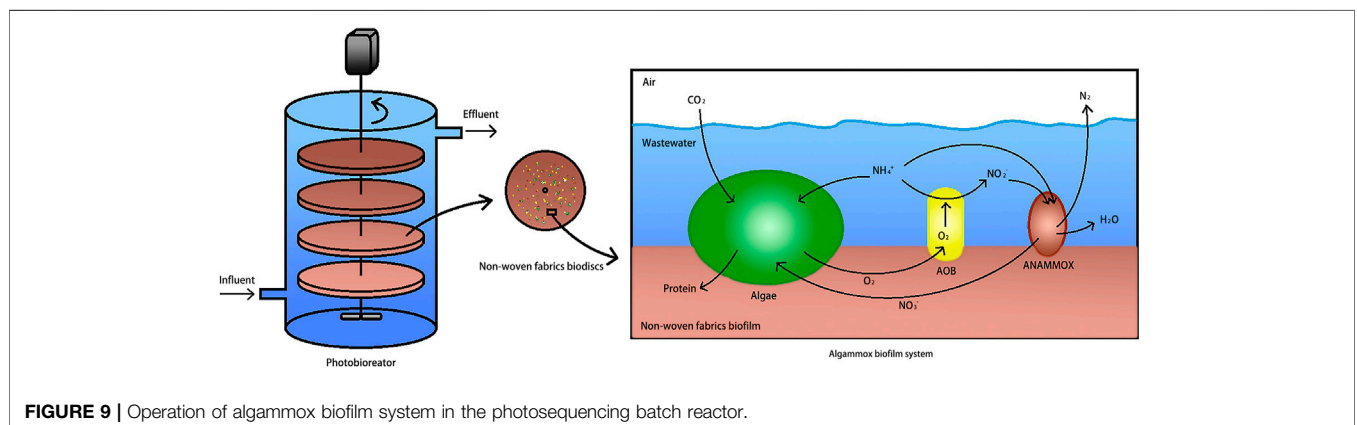 Effluent
Influent
Photobioreator
Non-woven fabrics biodiscs
Air
CO₂
N₂
Wastewater
NH₄⁺
NO₂⁻
O₂
H₂O
AOB
ANAMMOX
O₂
Protein
Algae
NO₃⁻
Non-woven fabrics biofilm
Algammox biofilm system
FIGURE 9 | Operation of algammox biofilm system in the photosequencing batch reactor.